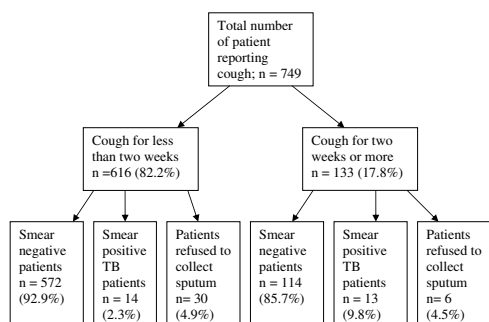 Total number
of patient
reporting
cough; n = 749
Cough for less
than two weeks
n =616 (82.2%)
Cough for two
weeks or more
n = 133 (17.8%)
Smear
negative
patients
n = 572
(92.9%)
Smear
positive
TB
patients
n = 14
(2.3%)
Patients
refused to
collect
sputum
n = 30
(4.9%)
Smear
negative
patients
n = 114
(85.7%)
Smear
positive
TB
patients
n = 13
(9.8%)
Patients
refused to
collect
sputum
n= 6
(4.5%)